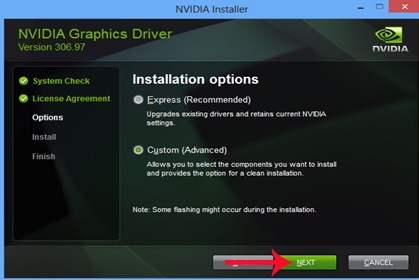 NVIDIA Installer
NVIDIA Graphics Driver
Version 306.97
NVIDIA
System Check
License Agreement
Options
Install
Finish
Installation options
Express (Recommended)
Upgrades existing drivers and retains current NVIDIA
settings.
Custom (Advanced)
Allows you to select the components you want to install
and provides the option for a clean installation.
Note: Some flashing might occur during the installation.
NEXT
CANCEL